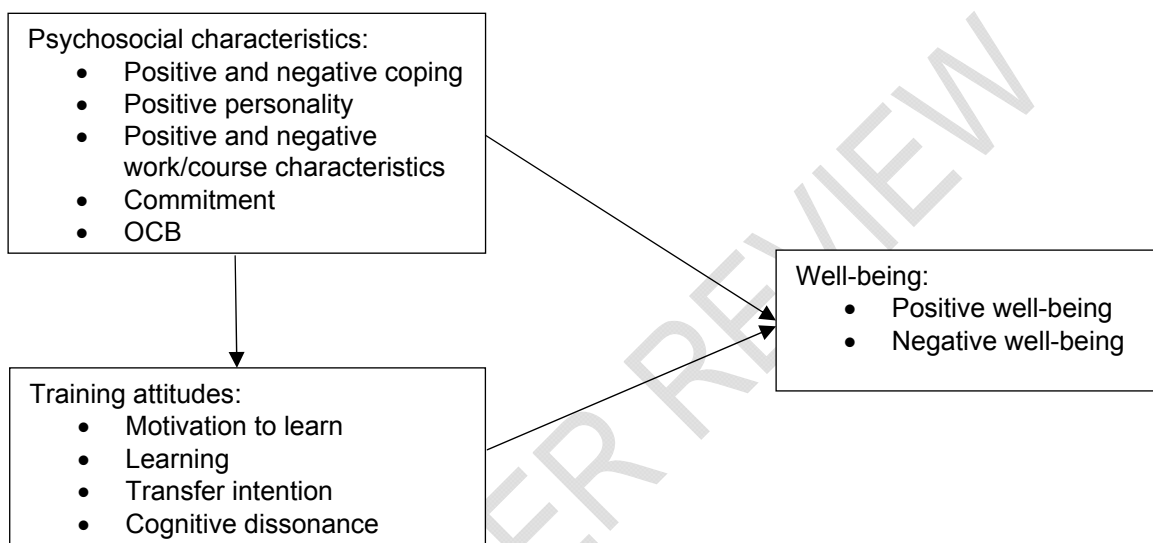 Psychosocial characteristics:
• Positive and negative coping
• Positive personality
• Positive and negative
work/course characteristics
• Commitment
• OCB
Well-being:
• Positive well-being
• Negative well-being
Training attitudes:
• Motivation to learn
• Learning
• Transfer intention
• Cognitive dissonance
ER REVIEW